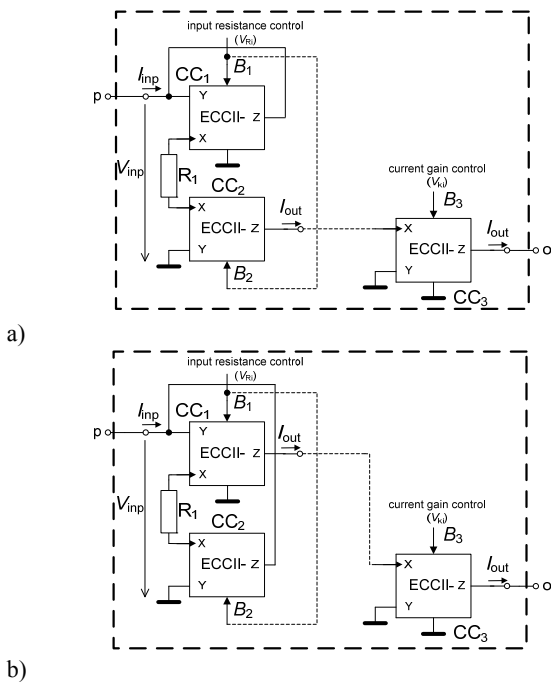 input resistance control
(VRi)
Iinp
CC1
B1
p
Y
ECCII-
Z
X
Vinp
R1
CC2
Iout
current gain control
(VKi)
B3
X
ECCII-
Z
Y
B2
X
ECCII-
Z
Y
Iout
o
CC3
a)
input resistance control
(VRi)
Iinp
CC1
B1
Iout
p
Y
ECCII-
Z
X
Vinp
R1
CC2
current gain control
(VKi)
B3
X
ECCII-
Z
Y
B2
X
ECCII-
Z
Y
Iout
o
CC3
b)